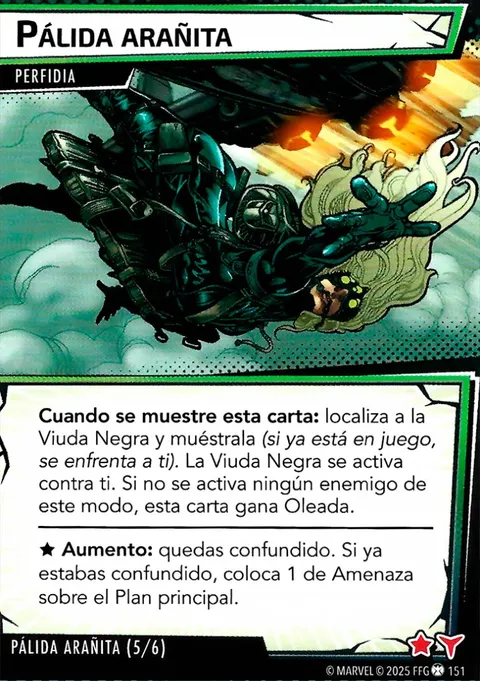 PÁLIDA ARAÑITA
PERFIDIA
Cuando se muestre esta carta: localiza a la
Viuda Negra y muéstrala (si ya está en juego,
se enfrenta a ti). La Viuda Negra se activa
contra ti. Si no se activa ningún enemigo de
este modo, esta carta gana Oleada.
★ Aumento: quedas confundido. Si ya
estabas confundido, coloca 1 de Amenaza
sobre el Plan principal.
PÁLIDA ARAÑITA (5/6)
© MARVEL © 2025 FFG 151